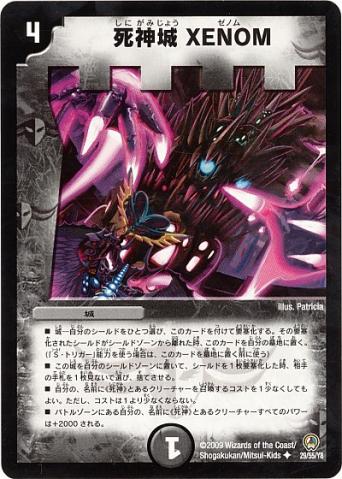 4
しにがみじょう ゼノム
死神城 XENOM
illus. Patricia
城
■ 城－自分のシールドをひとつ選び、このカードを付けて要塞化する。その要塞
化されたシールドがシールドゾーンから離れた時、このカードを自分の墓地に置く。
(「S・トリガー」能力を使う場合は、このカードを墓地に置く前に使う)
■ この城を自分のシールドゾーンに置いて、シールドを1枚要塞化した時、相手
の手札を1枚見ないで選び、捨てさせる。
■ 自分の、名前に《死神》とあるクリーチャーを召喚するコストを1少なくしてもよ
い。ただし、コストは1より少なくならない。
■ バトルゾーンにある自分の、名前に《死神》とあるクリーチャーすべてのパワー
は+2000 される。
1
©2009 Wizards of the Coast/
Shogakukan/Mitsui-Kids
29/55/Y8